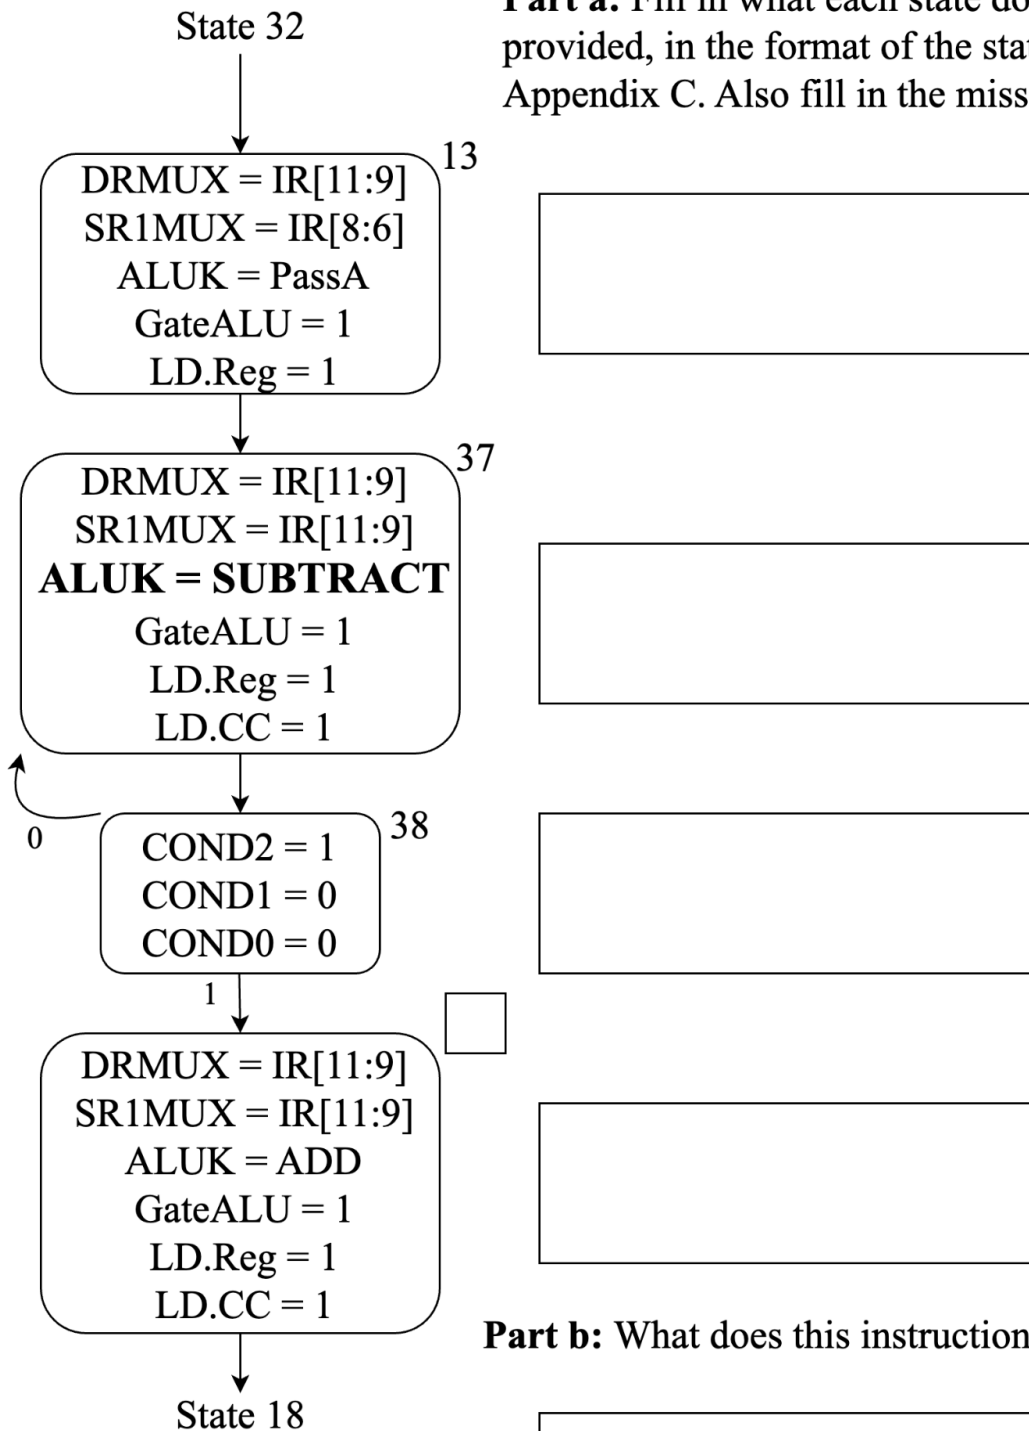 State 32
Part a: Fill in what each state do
provided, in the format of the sta
Appendix C. Also fill in the miss
13
DRMUX = IR[11:9]
SR1MUX = IR[8:6]
ALUK = PassA
GateALU = 1
LD.Reg = 1
37
DRMUX = IR[11:9]
SR1MUX = IR[11:9]
ALUK = SUBTRACT
GateALU = 1
LD.Reg = 1
LD.CC = 1
0
38
COND2 = 1
COND1 = 0
COND0 = 0
1
DRMUX = IR[11:9]
SR1MUX = IR[11:9]
ALUK = ADD
GateALU = 1
LD.Reg = 1
LD.CC = 1
Part b: What does this instruction
State 18